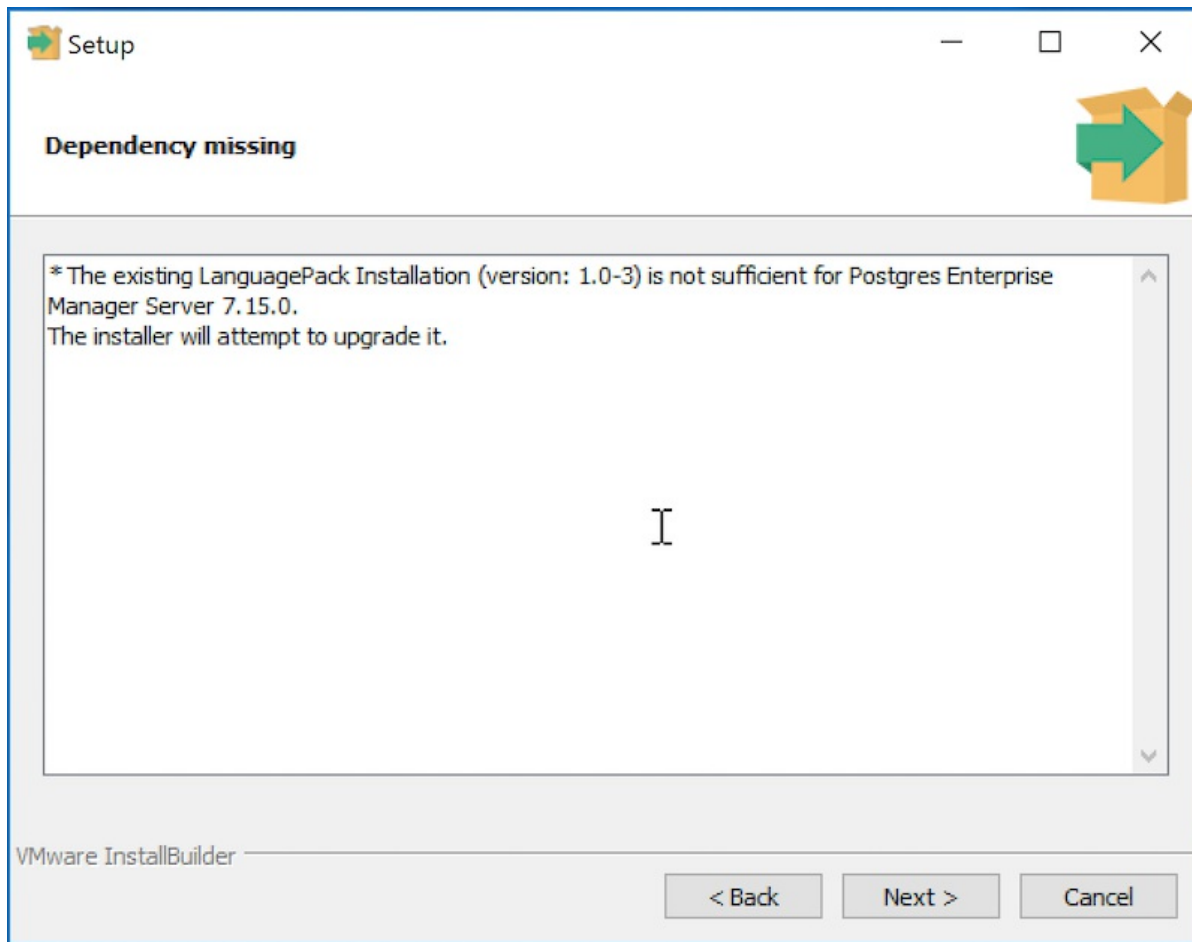 Setup
Dependency missing
* The existing LanguagePack Installation (version: 1.0-3) is not sufficient for Postgres Enterprise
Manager Server 7.15.0.
The installer will attempt to upgrade it.
VMware InstallBuilder
< Back
Next >
Cancel